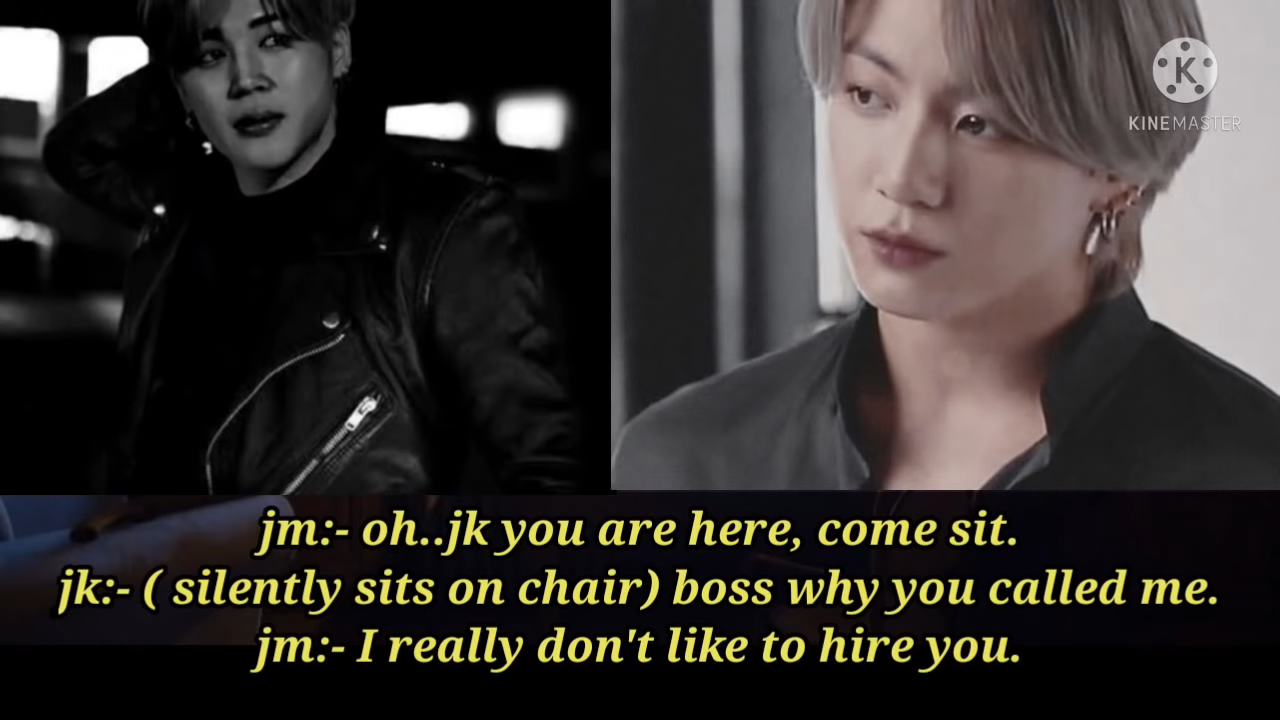 K
KINEMASTER
jm:- oh..jk you are here, come sit.
jk:- ( silently sits on chair) boss why you called me.
jm:- I really don't like to hire you.